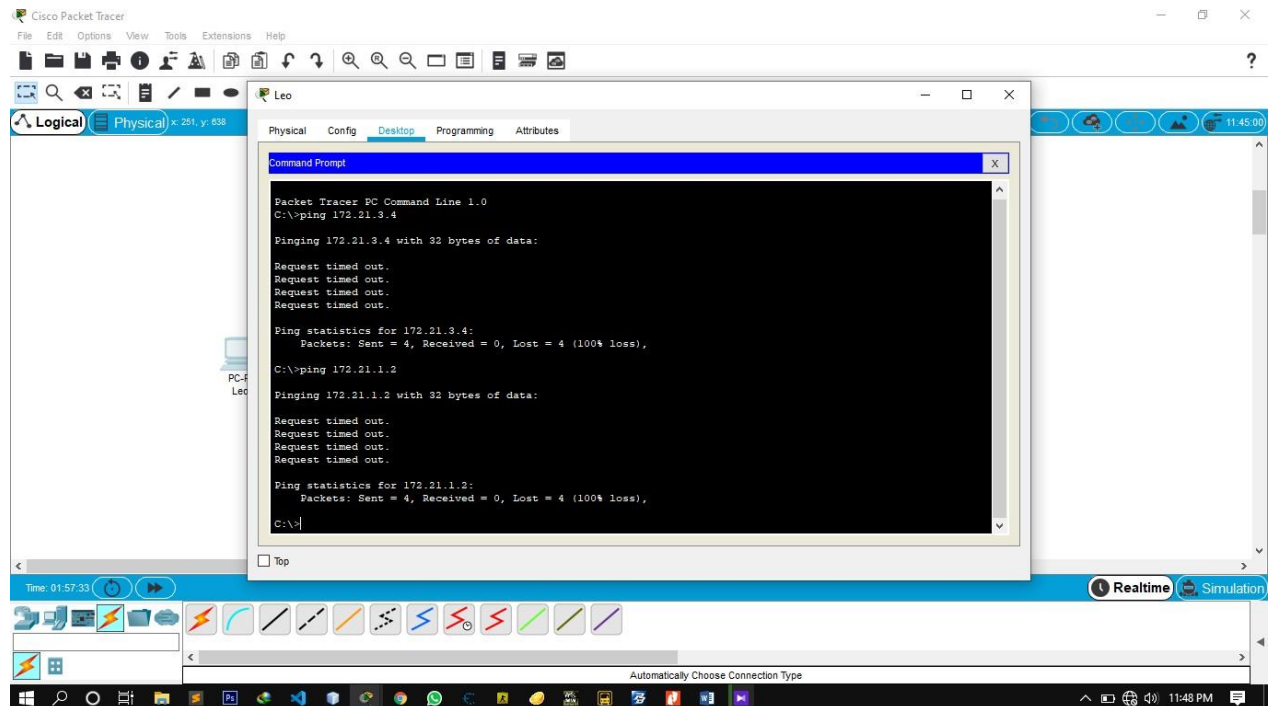 Cisco Packet Tracer
File Edit Options View Tools Extensions Help
?
Leo
Logical
Physical
x: 251, y: 638
11:45:00
Physical Config Desktop Programming Attributes
Command Prompt
X
Packet Tracer PC Command Line 1.0
C:\>ping 172.21.3.4
Pinging 172.21.3.4 with 32 bytes of data:
Request timed out.
Request timed out.
Request timed out.
Request timed out.
Ping statistics for 172.21.3.4:
Packets: Sent = 4, Received = 0, Lost = 4 (100% loss),
C:\>ping 172.21.1.2
Pinging 172.21.1.2 with 32 bytes of data:
Request timed out.
Request timed out.
Request timed out.
Request timed out.
Ping statistics for 172.21.1.2:
Packets: Sent = 4, Received = 0, Lost = 4 (100% loss),
C:\>
PC-
Leo
Top
Time: 01:57:33
Realtime
Simulation
Automatically Choose Connection Type
Ps
11:48 PM